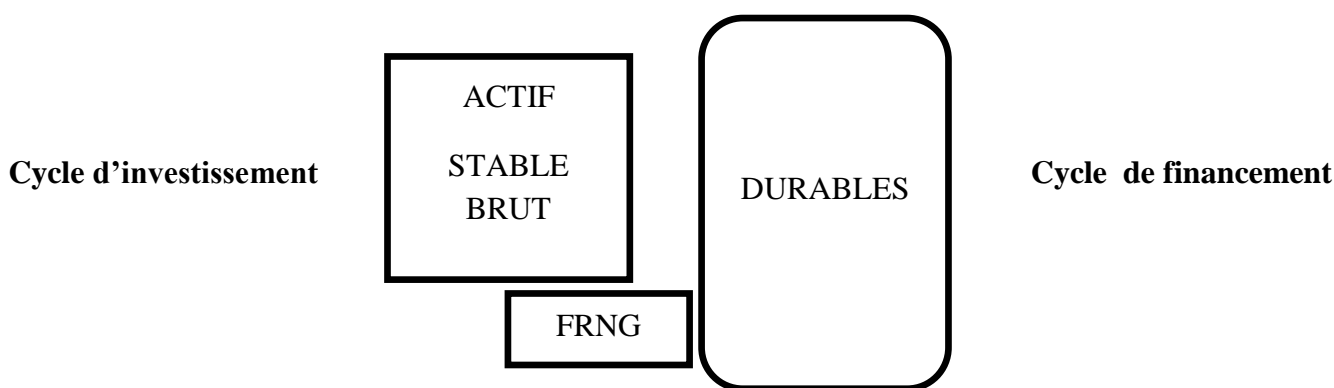 ACTIF
Cycle d’investissement
STABLE
BRUT
DURABLES
Cycle de financement
FRNG